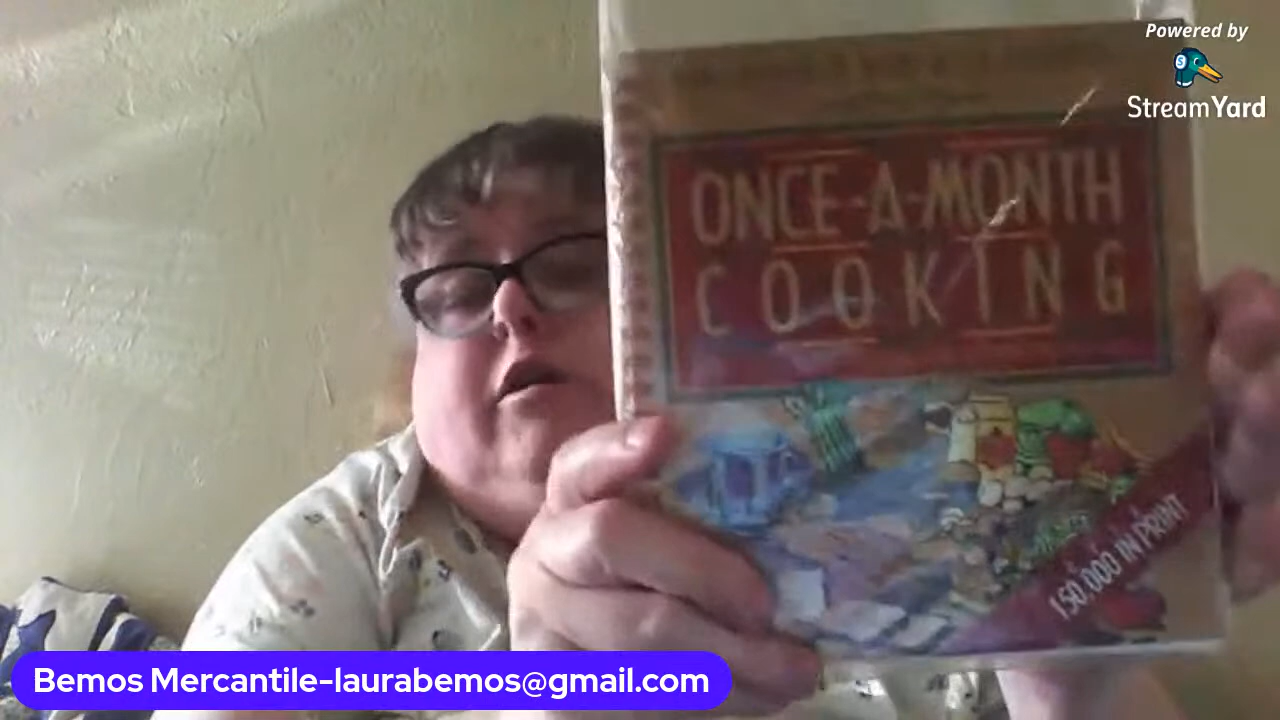 Powered by
StreamYard
ONCE-A-MONTH
COOKING
150,000 IN PRINT
Bemos Mercantile-laurabemos@gmail.com